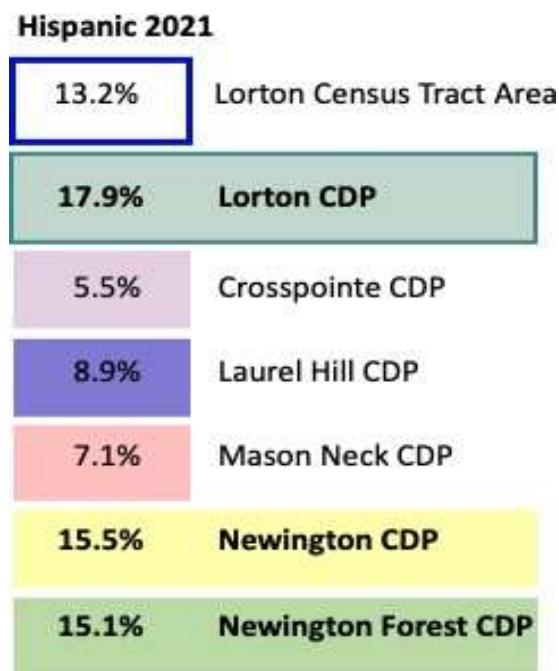 Hispanic 2021
13.2% Lorton Census Tract Area
17.9% Lorton CDP
5.5% Crosspointe CDP
8.9% Laurel Hill CDP
7.1% Mason Neck CDP
15.5% Newington CDP
15.1% Newington Forest CDP